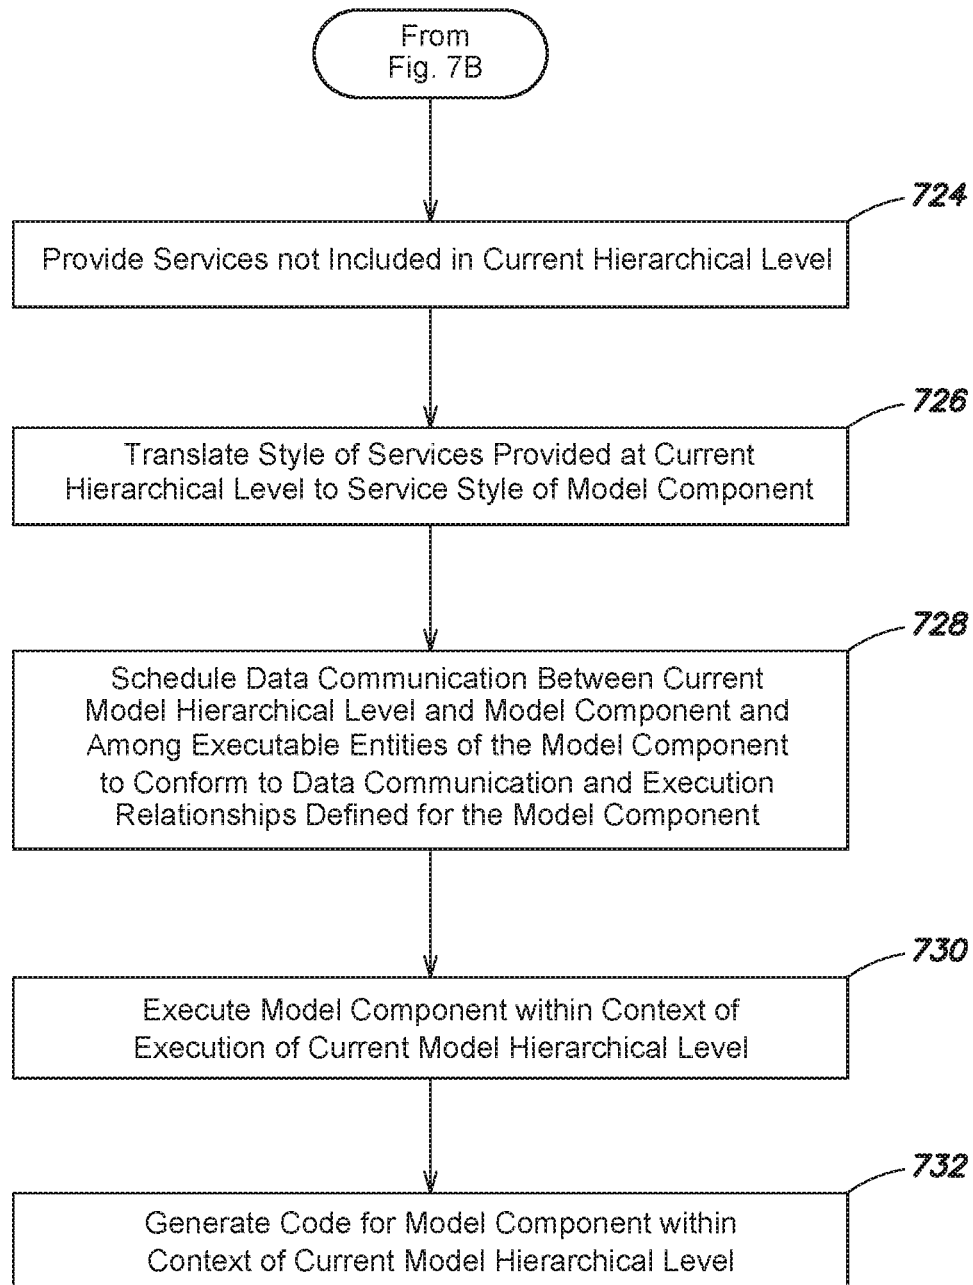 From
Fig. 7B
724
Provide Services not Included in Current Hierarchical Level
726
Translate Style of Services Provided at Current
Hierarchical Level to Service Style of Model Component
728
Schedule Data Communication Between Current
Model Hierarchical Level and Model Component and
Among Executable Entities of the Model Component
to Conform to Data Communication and Execution
Relationships Defined for the Model Component
730
Execute Model Component within Context of
Execution of Current Model Hierarchical Level
732
Generate Code for Model Component within
Context of Current Model Hierarchical Level